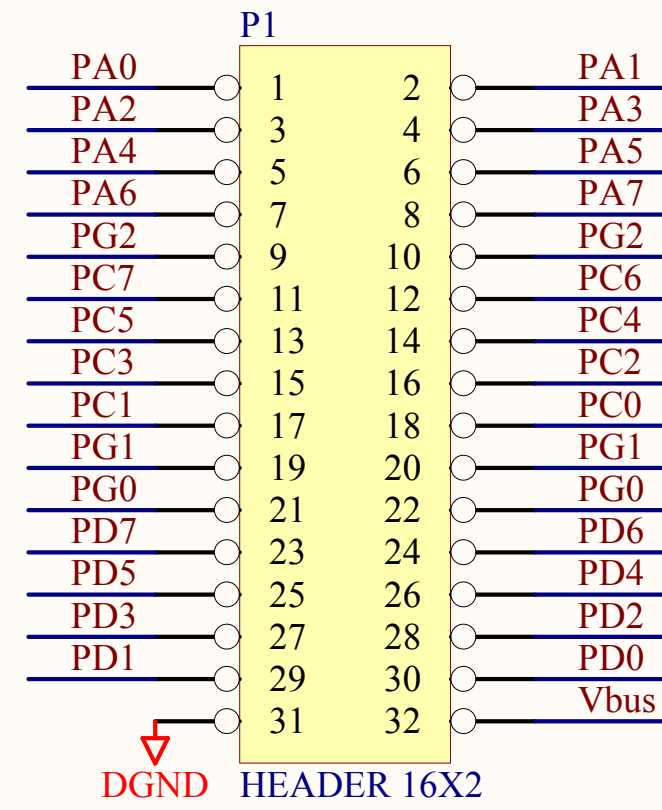 P1
PA0 1 2 PA1
PA2 3 4 PA3
PA4 5 6 PA5
PA6 7 8 PA7
PG2 9 10 PG2
PC7 11 12 PC6
PC5 13 14 PC4
PC3 15 16 PC2
PC1 17 18 PC0
PG1 19 20 PG1
PG0 21 22 PG0
PD7 23 24 PD6
PD5 25 26 PD4
PD3 27 28 PD2
PD1 29 30 PD0
31 32 Vbus
DGND HEADER 16X2